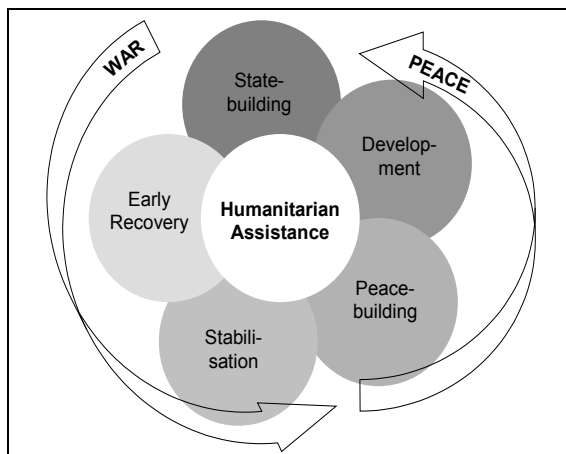 WAR
PEACE
State-
building
Develop-
ment
Early
Recovery
Humanitarian
Assistance
Peace-
building
Stabili-
sation